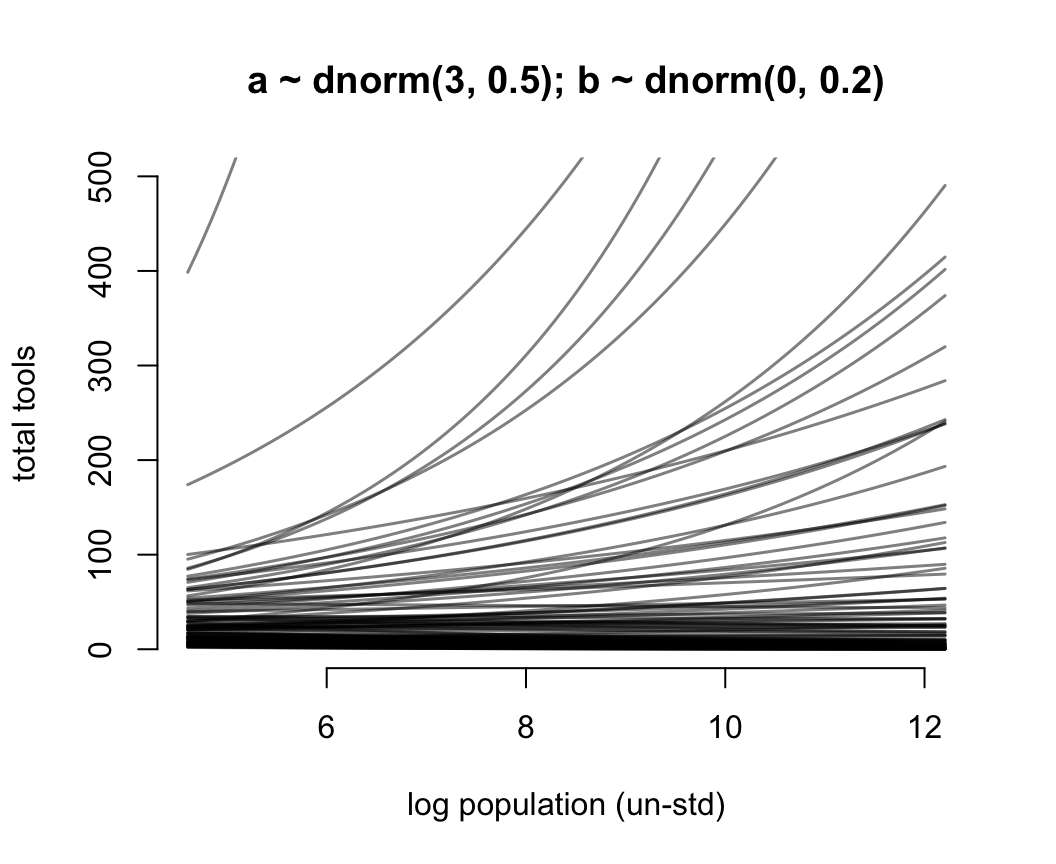 a ~ dnorm(3, 0.5); b ~ dnorm(0, 0.2)
total tools
500
400
300
200
100
0
6 8 10 12
log population (un-std)